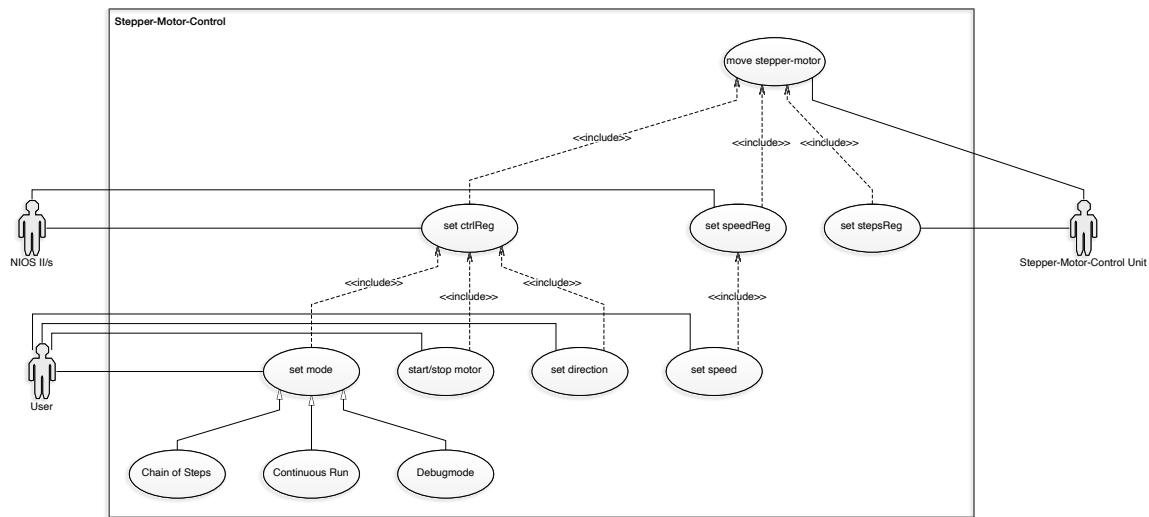 Stepper-Motor-Control
move stepper-motor
<<include>>
<<include>>
<<include>>
set ctrlReg
set speedReg
set stepsReg
NIOS II/s
Stepper-Motor-Control Unit
<<include>>
<<include>>
<<include>>
<<include>>
set mode
start/stop motor
set direction
set speed
User
Chain of Steps
Continuous Run
Debugmode